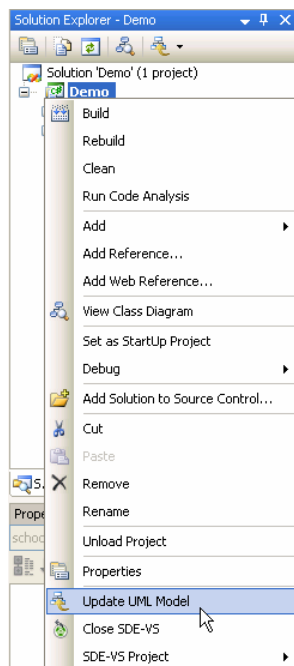 Solution Explorer - Demo
Solution 'Demo' (1 project)
Demo
Build
Rebuild
Clean
Run Code Analysis
Add
Add Reference...
Add Web Reference...
View Class Diagram
Set as StartUp Project
Debug
Add Solution to Source Control...
Cut
Paste
S.
Remove
Prope
Rename
schoo
Unload Project
Properties
Update UML Model
Close SDE-VS
SDE-VS Project